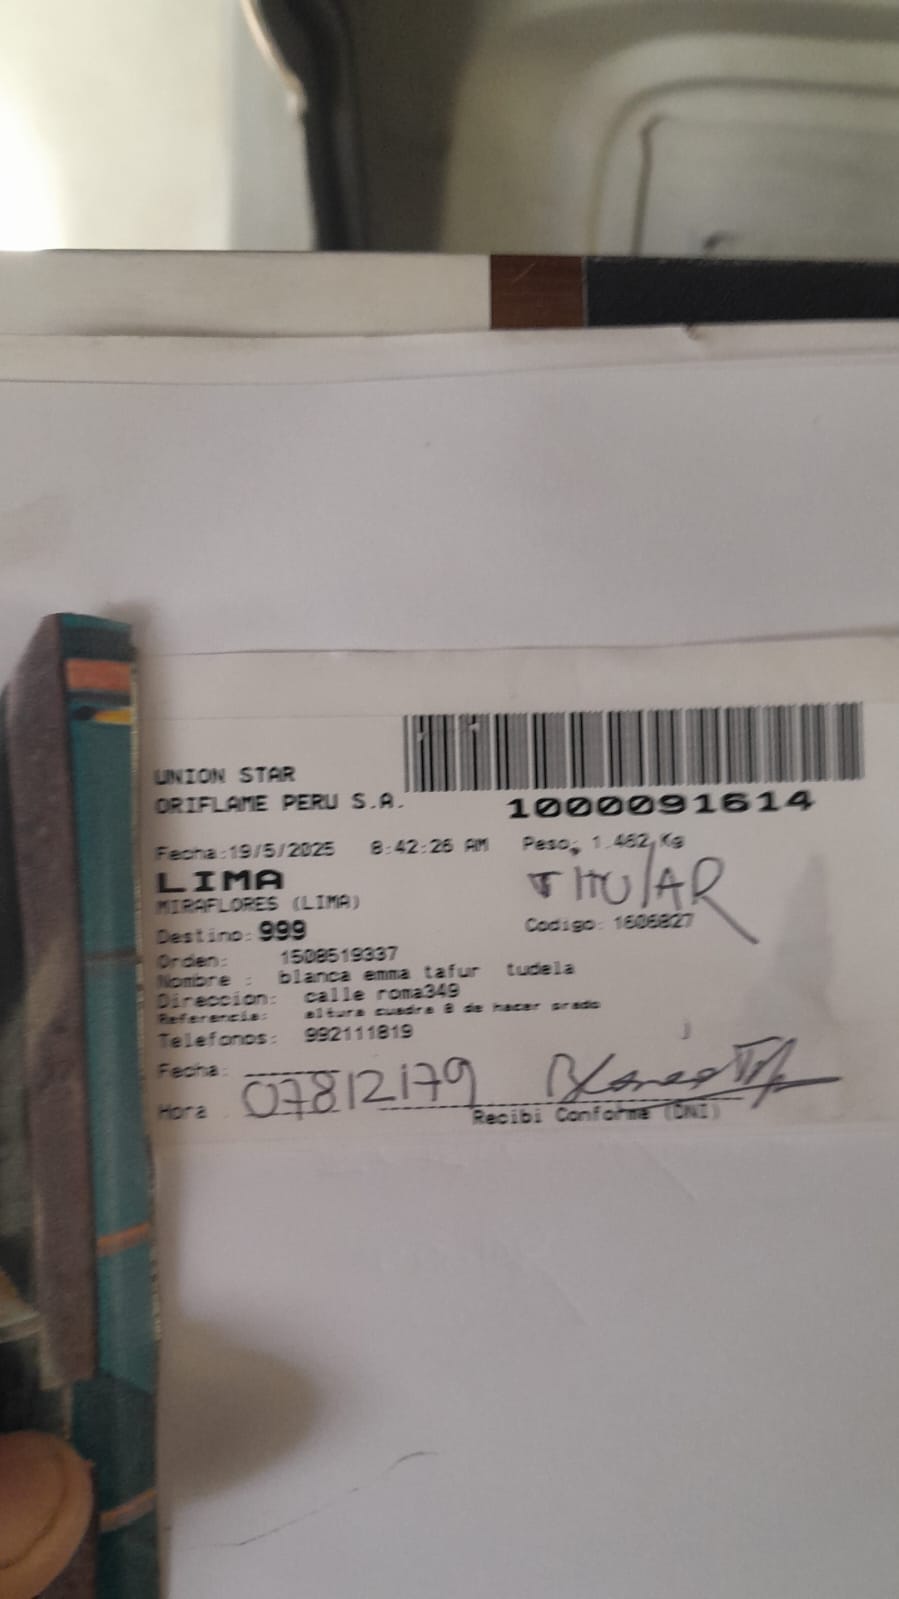 UNION STAR
ORIFLAME PERU S.A.
1000091614
Fecha:19/5/2025 8:42:26 AM Peso: 1.462 Kg
LIMA
TITULAR
MIRAFLORES (LIMA)
Codigo: 1606827
Destino: 999
Orden: 1508519337
Nombre : blanca emma tafur tudela
Direccion: calle roma349
Referencia: altura cuadra 8 de hacer prado
Telefonos: 992111819
Fecha:
Hora 07812179
Recibi Conforme (DNI)